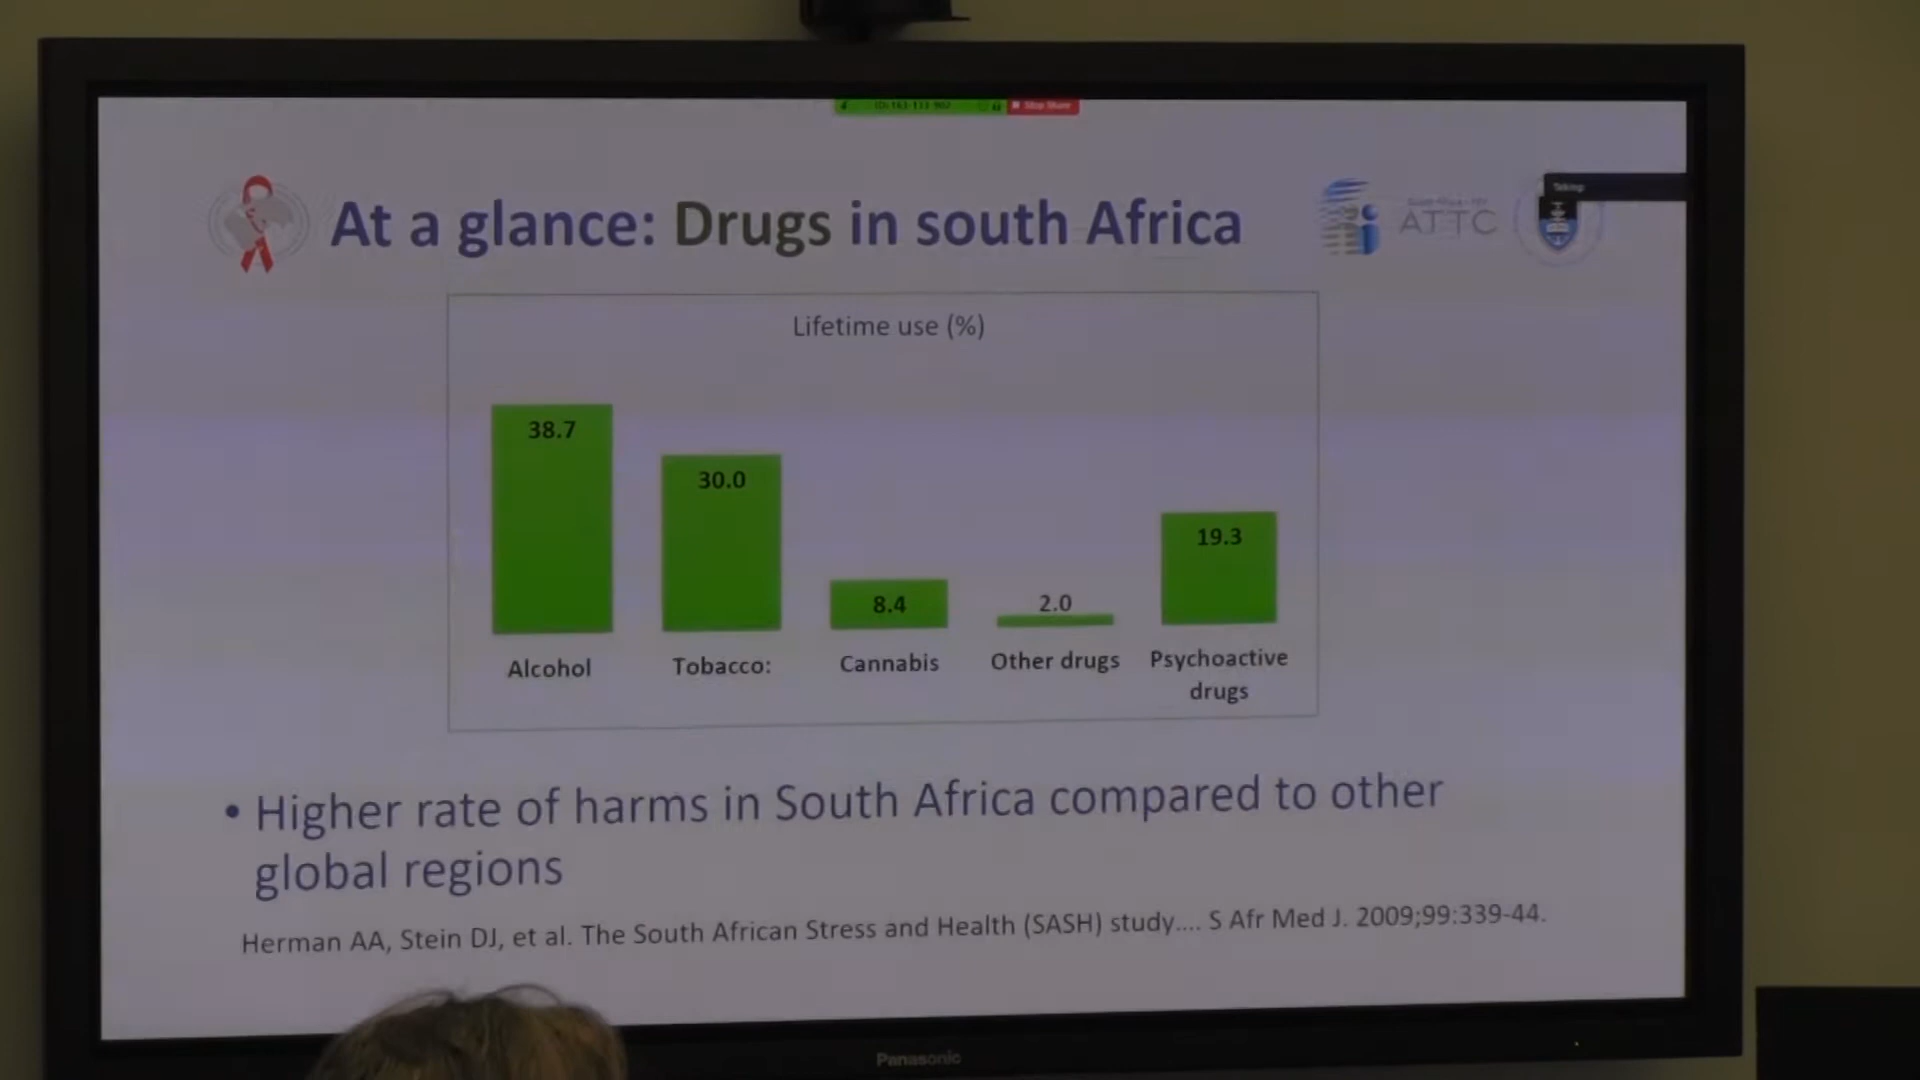 Stop Share
Talking:
At a glance: Drugs in south Africa
ATTC
Lifetime use (%)
38.7
30.0
8.4
2.0
19.3
Alcohol
Tobacco:
Cannabis
Other drugs
Psychoactive
drugs
• Higher rate of harms in South Africa compared to other
global regions
Herman AA, Stein DJ, et al. The South African Stress and Health (SASH) study.... S Afr Med J. 2009;99:339-44.
Panasonic